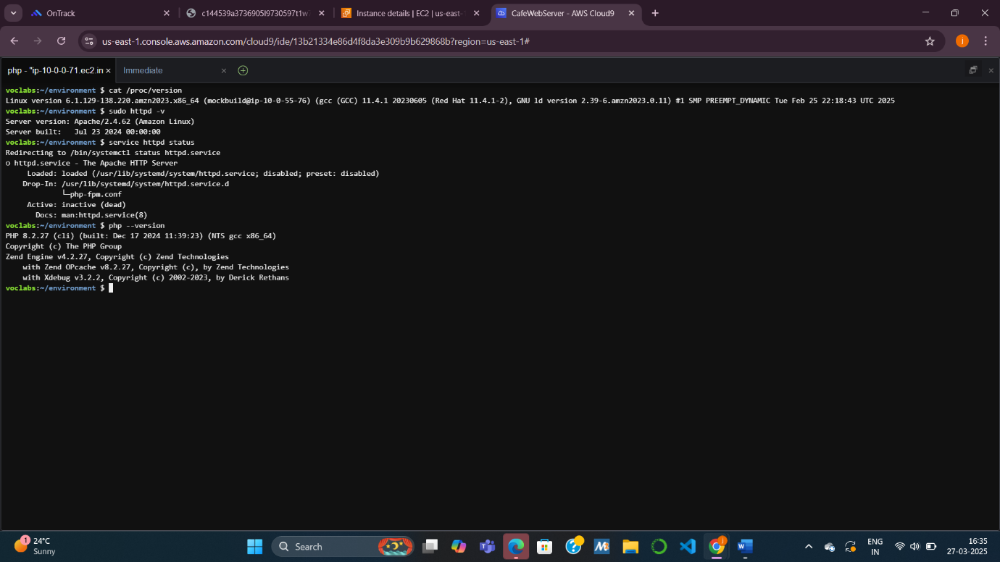 OnTrack
c144539a3736905l9730597t1w
Instance details | EC2 | us-east-
CafeWebServer - AWS Cloud9
us-east-1.console.aws.amazon.com/cloud9/ide/13b21334e86d4f8da3e309b9b629868b?region=us-east-1#
j
php - "ip-10-0-0-71.ec2.in
Immediate
voclabs:~/environment $ cat /proc/version
Linux version 6.1.129-138.220.amzn2023.x86_64 (mockbuild@ip-10-0-55-76) (gcc (GCC) 11.4.1 20230605 (Red Hat 11.4.1-2), GNU ld version 2.39-6.amzn2023.0.11) #1 SMP PREEMPT_DYNAMIC Tue Feb 25 22:18:43 UTC 2025
voclabs:~/environment $ sudo httpd -v
Server version: Apache/2.4.62 (Amazon Linux)
Server built:   Jul 23 2024 00:00:00
voclabs:~/environment $ service httpd status
Redirecting to /bin/systemctl status httpd.service
○ httpd.service - The Apache HTTP Server
Loaded: loaded (/usr/lib/systemd/system/httpd.service; disabled; preset: disabled)
Drop-In: /usr/lib/systemd/system/httpd.service.d
└─php-fpm.conf
Active: inactive (dead)
Docs: man:httpd.service(8)
voclabs:~/environment $ php --version
PHP 8.2.27 (cli) (built: Dec 17 2024 11:39:23) (NTS gcc x86_64)
Copyright (c) The PHP Group
Zend Engine v4.2.27, Copyright (c) Zend Technologies
with Zend OPcache v8.2.27, Copyright (c), by Zend Technologies
with Xdebug v3.2.2, Copyright (c) 2002-2023, by Derick Rethans
voclabs:~/environment $
1
24°C
Sunny
Search
ENG
IN
16:35
27-03-2025